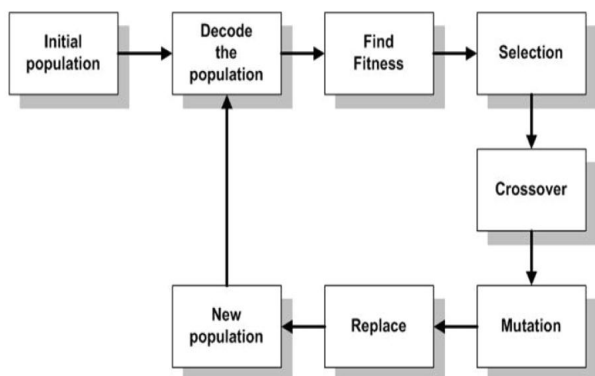 Initial
population
Decode
the
population
Find
Fitness
Selection
Crossover
Mutation
Replace
New
population